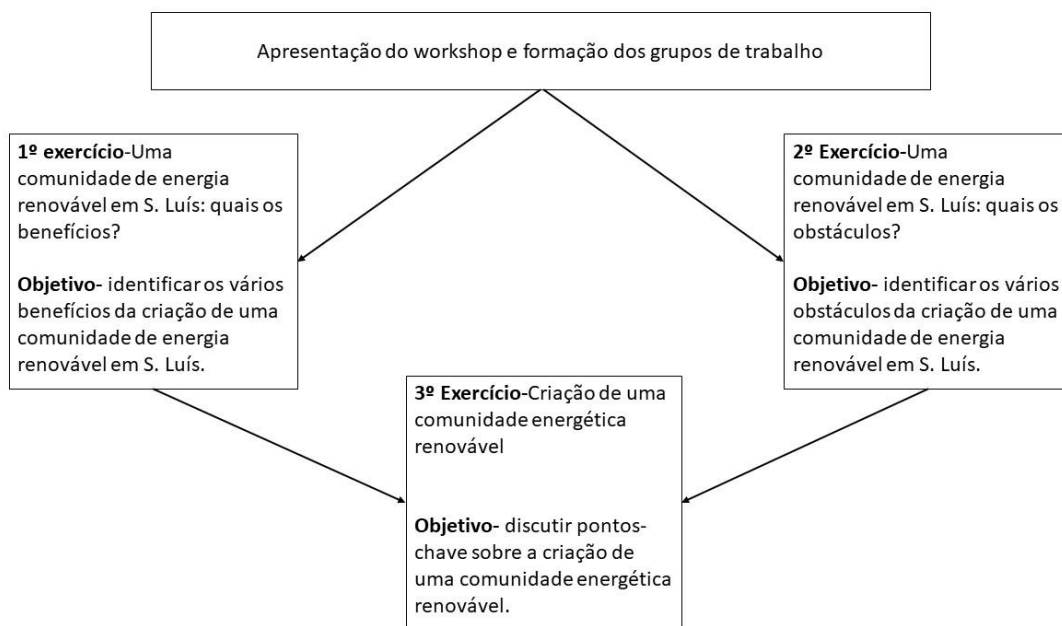 Apresentação do workshop e formação dos grupos de trabalho
1º exercício-Uma
comunidade de energia
renovável em S. Luís: quais os
benefícios?
Objetivo- identificar os vários
benefícios da criação de uma
comunidade de energia
renovável em S. Luís.
2º Exercício-Uma
comunidade de energia
renovável em S. Luís: quais os
obstáculos?
Objetivo- identificar os vários
obstáculos da criação de uma
comunidade de energia
renovável em S. Luís.
3º Exercício-Criação de uma
comunidade energética
renovável
Objetivo- discutir pontos-
chave sobre a criação de
uma comunidade energética
renovável.